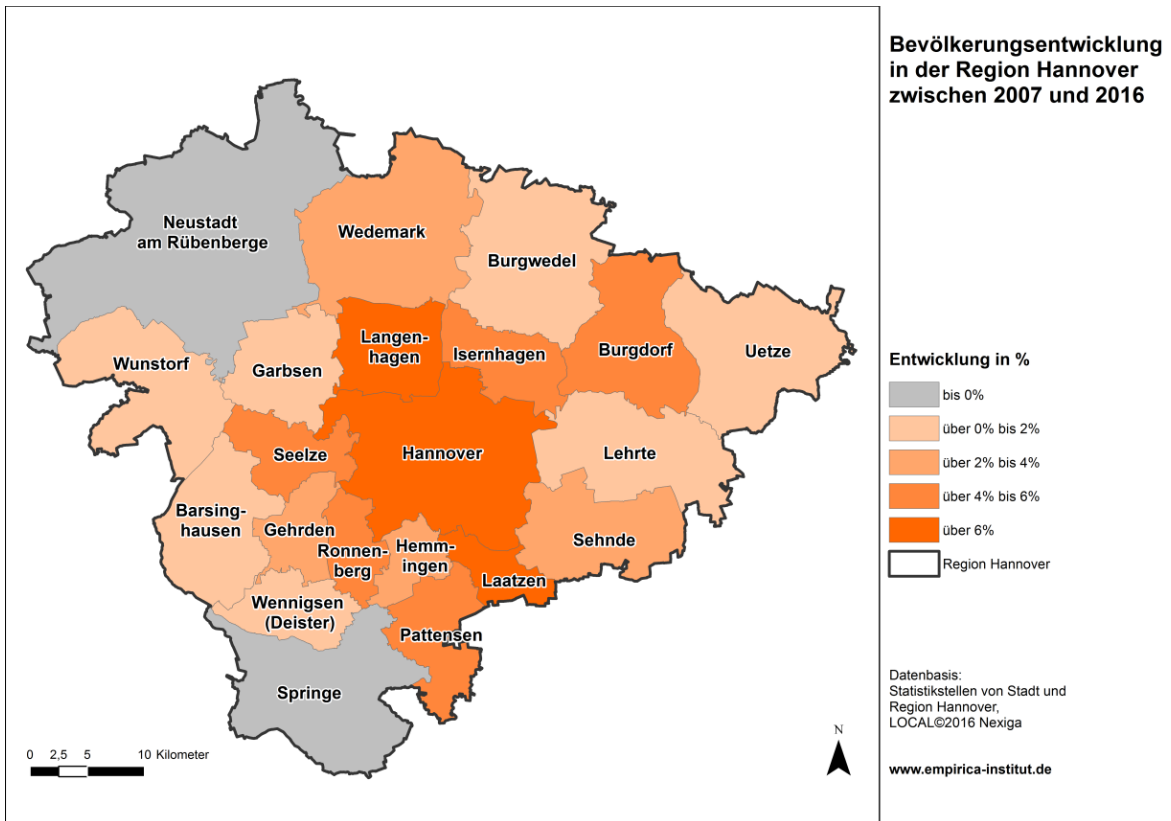 Bevölkerungsentwicklung
in der Region Hannover
zwischen 2007 und 2016
Neustadt
am Rübenberge
Wedemark
Burgwedel
Langen-
hagen
Isernhagen
Burgdorf
Uetze
Wunstorf
Garbsen
Seelze
Hannover
Lehrte
Barsing-
hausen
Gehrden
Ronnen-
berg
Hemm-
ingen
Laatzen
Sehnde
Wennigsen
(Deister)
Pattensen
Springe
0 2,5 5 10 Kilometer
N
Entwicklung in %
bis 0%
über 0% bis 2%
über 2% bis 4%
über 4% bis 6%
über 6%
Region Hannover
Datenbasis:
Statistikstellen von Stadt und
Region Hannover,
LOCAL©2016 Nexiga
www.empirica-institut.de